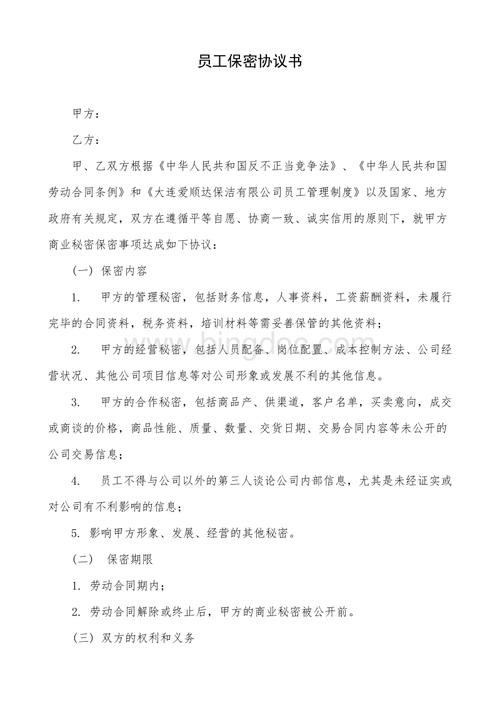 员工保密协议书
甲方：
乙方：
甲、乙双方根据《中华人民共和国反不正当竞争法》、《中华人民共和国
劳动合同条例》和《大连爱顺达保洁有限公司员工管理制度》以及国家、地方
政府有关规定，双方在遵循平等自愿、协商一致、诚实信用的原则下，就甲方
商业秘密保密事项达成如下协议：
(一) 保密内容
1. 甲方的管理秘密，包括财务信息，人事资料，工资薪酬资料，未履行
完毕的合同资料，税务资料，培训材料等需妥善保管的其他资料；
2. 甲方的经营秘密，包括人员配备、岗位配置、成本控制方法、公司经
营状况、其他公司项目信息等对公司形象或发展不利的其他信息。
3. 甲方的合作秘密，包括商品产、供渠道，客户名单，买卖意向，成交
或商谈的价格，商品性能、质量、数量、交货日期、交易合同内容等未公开的
公司交易信息；
4. 员工不得与公司以外的第三人谈论公司内部信息，尤其是未经证实或
对公司有不利影响的信息；
5. 影响甲方形象、发展、经营的其他秘密。
(二) 保密期限
1. 劳动合同期内；
2. 劳动合同解除或终止后，甲方的商业秘密被公开前。
(三) 双方的权利和义务